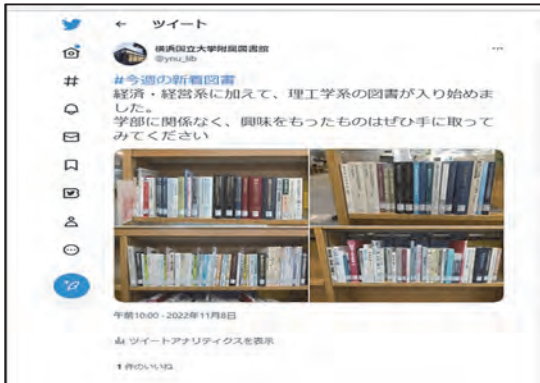 ← ツイート
横浜国立大学附属図書館
@ynu_lib
#今週の新着図書
経済・経営系に加えて、理工学系の図書が入り始めま
した。
学部に関係なく、興味をもったものはぜひ手に取って
みてください
午前10:00 · 2022年11月8日
ツイートアナリティクスを表示
1 件のいいね